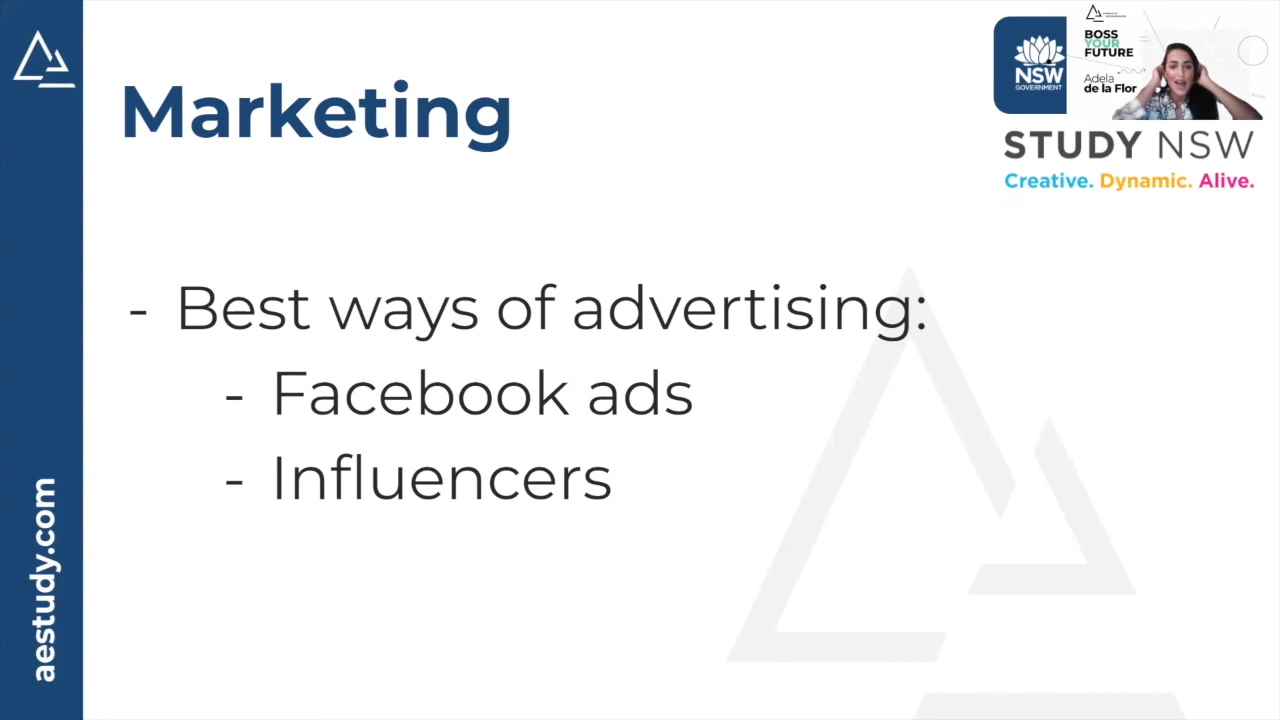 Marketing
NSW
GOVERNMENT
BOSS
YOUR
FUTURE
Adela
de la Flor
STUDY NSW
Creative. Dynamic. Alive.
- Best ways of advertising:
- Facebook ads
- Influencers
aestudy.com